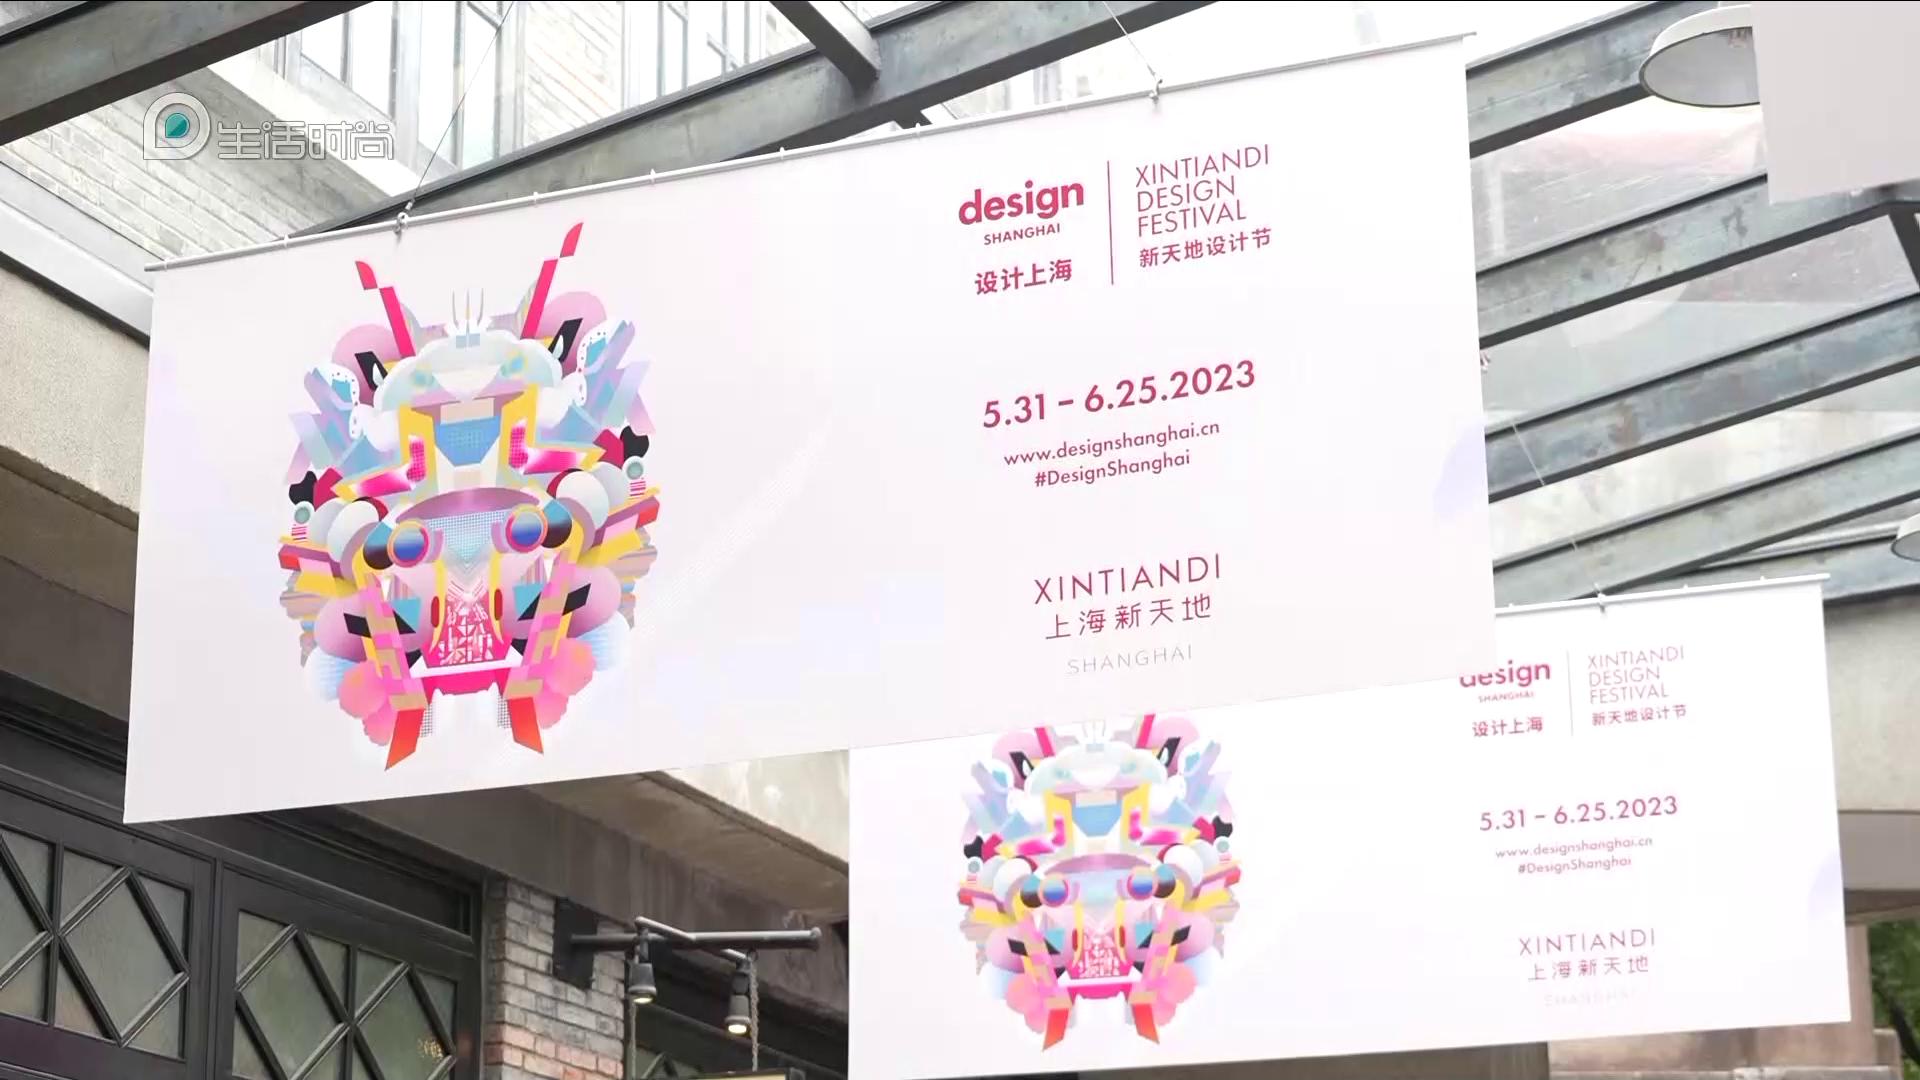 生活时尚
design
SHANGHAI
设计上海
XINTIANDI
DESIGN
FESTIVAL
新天地设计节
5.31 – 6.25.2023
www.designshanghai.cn
#DesignShanghai
XINTIANDI
上海新天地
SHANGHAI
design
SHANGHAI
设计上海
XINTIANDI
DESIGN
FESTIVAL
新天地设计节
5.31 – 6.25.2023
www.designshanghai.cn
#DesignShanghai
XINTIANDI
上海新天地
SHANGHAI